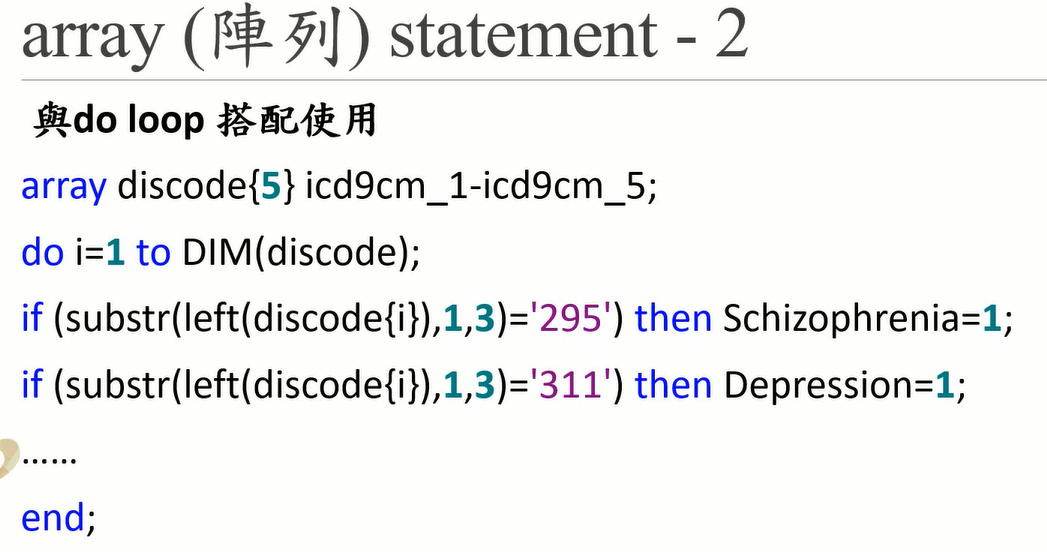 array (陣列) statement - 2
與do loop 搭配使用
array discode{5} icd9cm_1-icd9cm_5;
do i=1 to DIM(discode);
if (substr(left(discode{i}),1,3)='295') then Schizophrenia=1;
if (substr(left(discode{i}),1,3)='311') then Depression=1;
......
end;